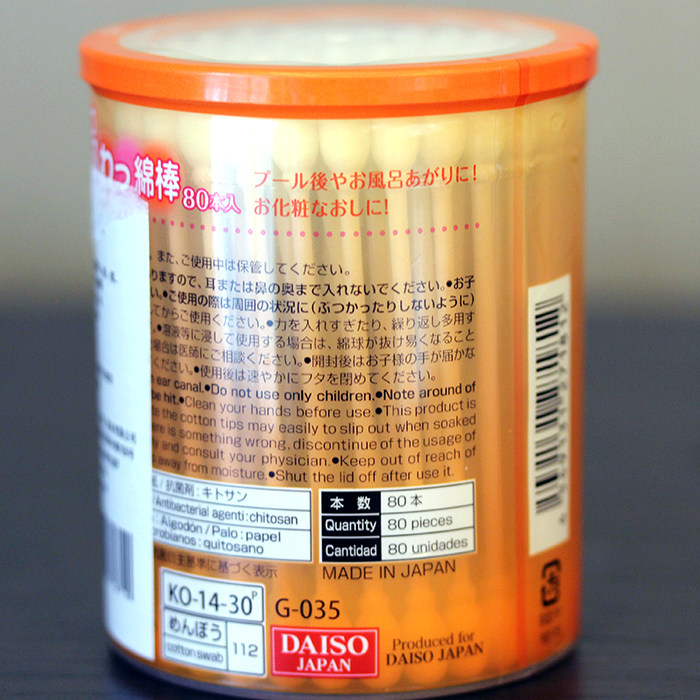 わっ綿棒 80本入
プール後やお風呂あがりに!
お化粧なおしに!
また、ご使用中は保管してください。
りますので、耳または鼻の奥まで入れないでください。●お子
い。●ご使用の際は周囲の状況に(ぶつかったりしないように)
てからご使用ください。●力を入れすぎたり、繰り返し多用す
●溶液等に浸して使用する場合は、綿球が抜け易くなること
場合は医師にご相談ください。●開封後はお子様の手が届かな
●使用後は速やかにフタを閉めてください。
ear canal.●Do not use only children.●Note around of
be hit.●Clean your hands before use.●This product is
the cotton tips may easily to slip out when soaked
ere is something wrong, discontinue of the usage of
and consult your physician.●Keep out of reach of
away from moisture.●Shut the lid off after use it.
/抗菌剤:キトサン
Antibacterial agenti:chitosan
Algodón/Palo:papel
robianos:quitosano
基準に基づく表示
本数 80本
Quantity 80 pieces
Cantidad 80 unidades
MADE IN JAPAN
KO-14-30P
めんぼう
cotton swab 112
G-035
DAISO
JAPAN
Produced for
DAISO JAPAN